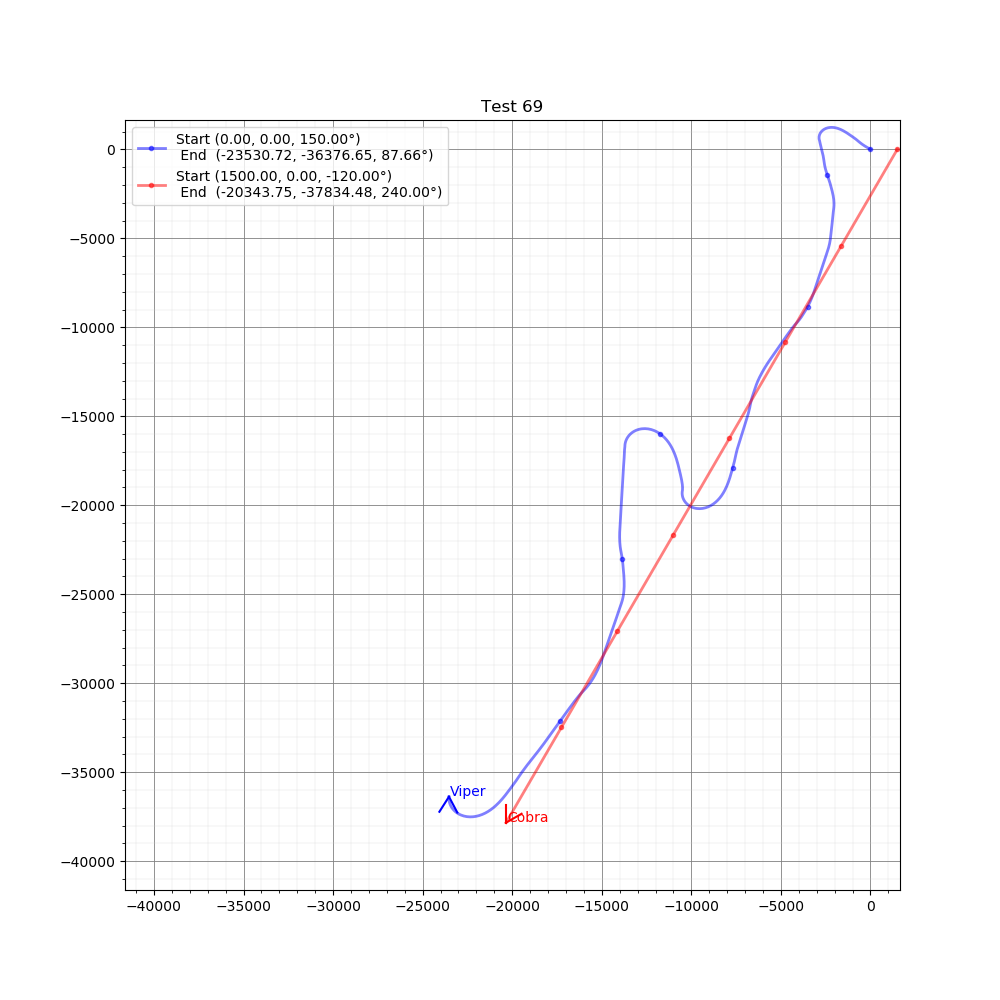 Test 69
Start (0.00, 0.00, 150.00°)
End (-23530.72, -36376.65, 87.66°)
Start (1500.00, 0.00, -120.00°)
End (-20343.75, -37834.48, 240.00°)
0
−5000
−10000
−15000
−20000
−25000
−30000
−35000
−40000
Viper
Cobra
−40000 −35000 −30000 −25000 −20000 −15000 −10000 −5000 0